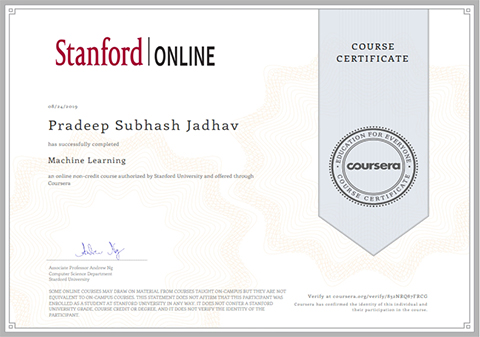 Stanford | ONLINE
COURSE
CERTIFICATE
08/24/2019
Pradeep Subhash Jadhav
has successfully completed
Machine Learning
an online non-credit course authorized by Stanford University and offered through
Coursera
EDUCATION FOR EVERYONE
coursera
COURSE CERTIFICATE
Associate Professor Andrew Ng
Computer Science Department
Stanford University
SOME ONLINE COURSES MAY DRAW ON MATERIAL FROM COURSES TAUGHT ON-CAMPUS BUT THEY ARE NOT
EQUIVALENT TO ON-CAMPUS COURSES. THIS STATEMENT DOES NOT AFFIRM THAT THIS PARTICIPANT WAS
ENROLLED AS A STUDENT AT STANFORD UNIVERSITY IN ANY WAY. IT DOES NOT CONFER A STANFORD
UNIVERSITY GRADE, COURSE CREDIT OR DEGREE, AND IT DOES NOT VERIFY THE IDENTITY OF THE
PARTICIPANT.
Verify at coursera.org/verify/
Coursera has confirmed the identity of this individual and
their participation in the course.